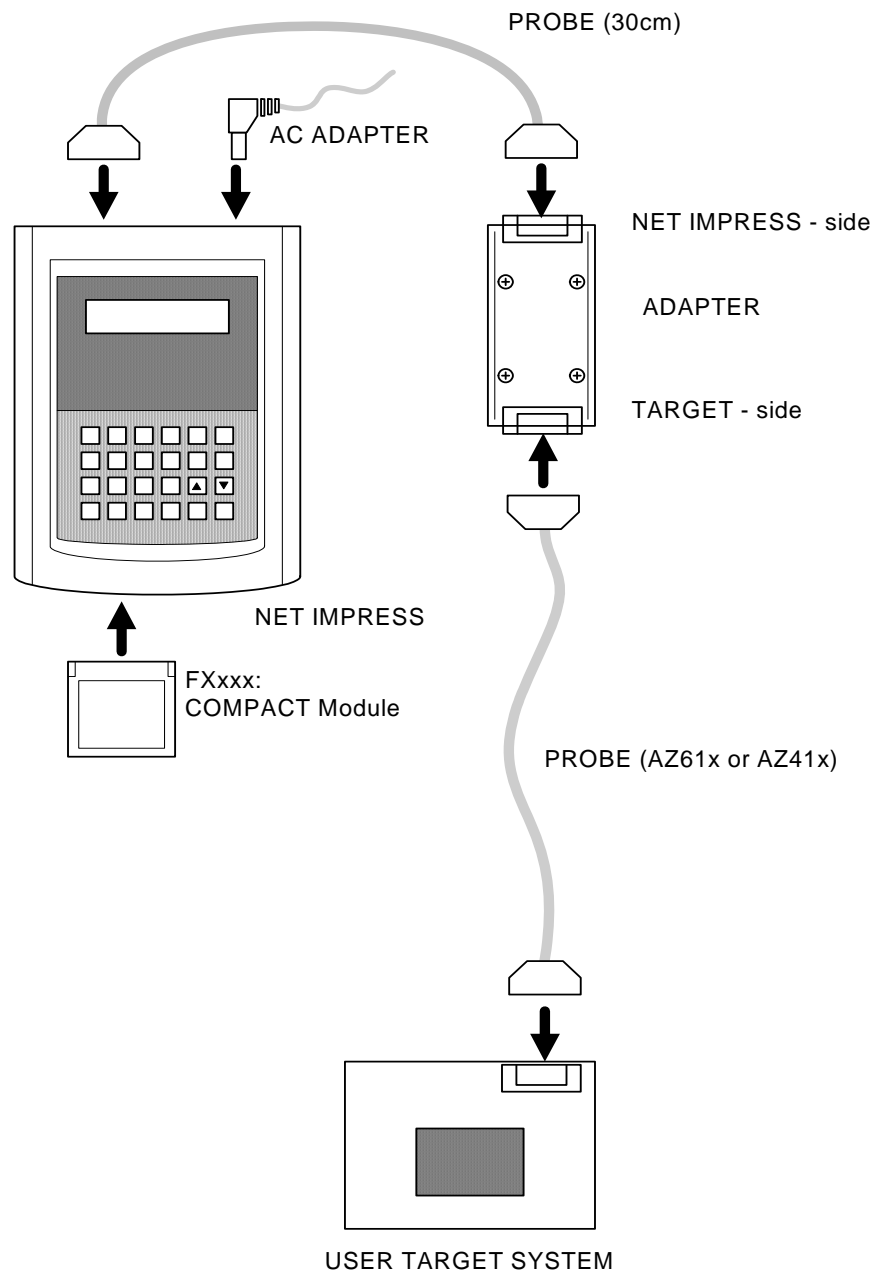 PROBE (30cm)
AC ADAPTER
NET IMPRESS - side
ADAPTER
TARGET - side
NET IMPRESS
FXxxx:
COMPACT Module
PROBE (AZ61x or AZ41x)
USER TARGET SYSTEM